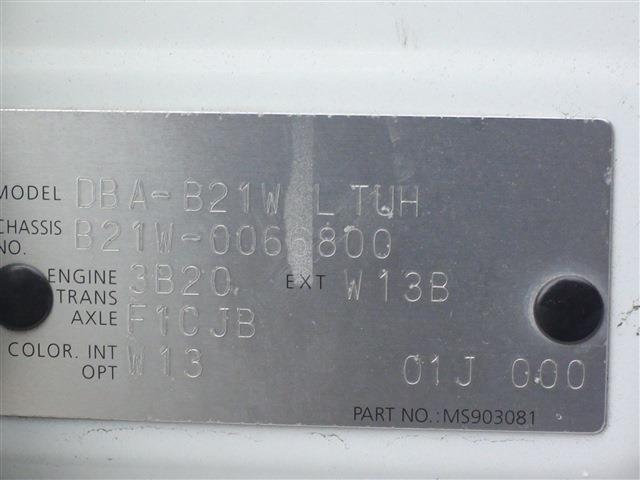 MODEL DBA-B21W LTUH
CHASSIS NO. B21W-0066800
ENGINE 3B20 EXT W13B
TRANS AXLE F1CJB
COLOR. INT W13
OPT 01J 000
PART NO.:MS903081